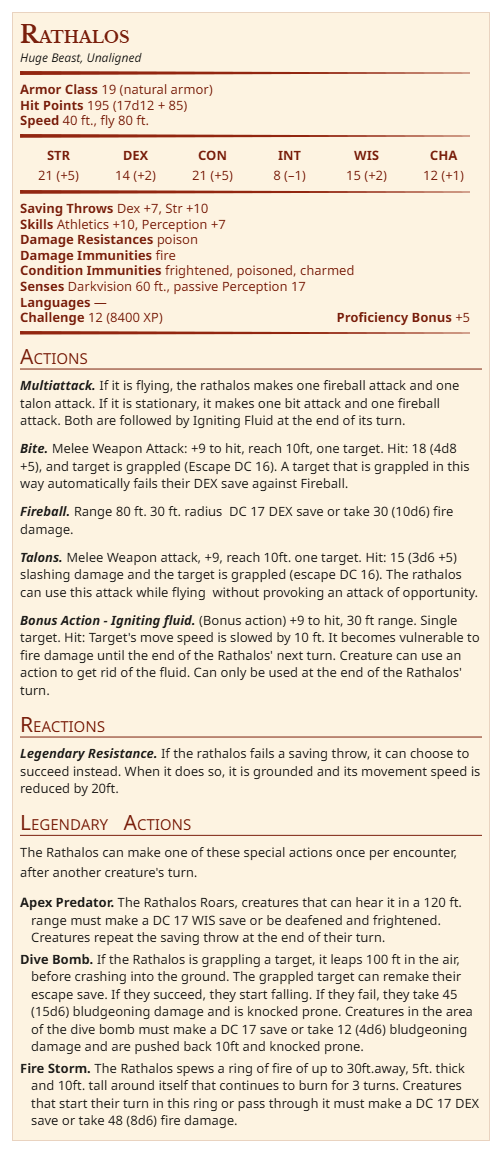 Rathalos
Huge Beast, Unaligned
Armor Class 19 (natural armor)
Hit Points 195 (17d12 + 85)
Speed 40 ft., fly 80 ft.
STR DEX CON INT WIS CHA
21 (+5) 14 (+2) 21 (+5) 8 (–1) 15 (+2) 12 (+1)
Saving Throws Dex +7, Str +10
Skills Athletics +10, Perception +7
Damage Resistances poison
Damage Immunities fire
Condition Immunities frightened, poisoned, charmed
Senses Darkvision 60 ft., passive Perception 17
Languages —
Challenge 12 (8400 XP) Proficiency Bonus +5
Actions
Multiattack. If it is flying, the rathalos makes one fireball attack and one
talon attack. If it is stationary, it makes one bit attack and one fireball
attack. Both are followed by Igniting Fluid at the end of its turn.
Bite. Melee Weapon Attack: +9 to hit, reach 10ft, one target. Hit: 18 (4d8
+5), and target is grappled (Escape DC 16). A target that is grappled in this
way automatically fails their DEX save against Fireball.
Fireball. Range 80 ft. 30 ft. radius DC 17 DEX save or take 30 (10d6) fire
damage.
Talons. Melee Weapon attack, +9, reach 10ft. one target. Hit: 15 (3d6 +5)
slashing damage and the target is grappled (escape DC 16). The rathalos
can use this attack while flying without provoking an attack of opportunity.
Bonus Action - Igniting fluid. (Bonus action) +9 to hit, 30 ft range. Single
target. Hit: Target's move speed is slowed by 10 ft. It becomes vulnerable to
fire damage until the end of the Rathalos' next turn. Creature can use an
action to get rid of the fluid. Can only be used at the end of the Rathalos'
turn.
Reactions
Legendary Resistance. If the rathalos fails a saving throw, it can choose to
succeed instead. When it does so, it is grounded and its movement speed is
reduced by 20ft.
Legendary Actions
The Rathalos can make one of these special actions once per encounter,
after another creature's turn.
Apex Predator. The Rathalos Roars, creatures that can hear it in a 120 ft.
range must make a DC 17 WIS save or be deafened and frightened.
Creatures repeat the saving throw at the end of their turn.
Dive Bomb. If the Rathalos is grappling a target, it leaps 100 ft in the air,
before crashing into the ground. The grappled target can remake their
escape save. If they succeed, they start falling. If they fail, they take 45
(15d6) bludgeoning damage and is knocked prone. Creatures in the area
of the dive bomb must make a DC 17 save or take 12 (4d6) bludgeoning
damage and are pushed back 10ft and knocked prone.
Fire Storm. The Rathalos spews a ring of fire of up to 30ft.away, 5ft. thick
and 10ft. tall around itself that continues to burn for 3 turns. Creatures
that start their turn in this ring or pass through it must make a DC 17 DEX
save or take 48 (8d6) fire damage.